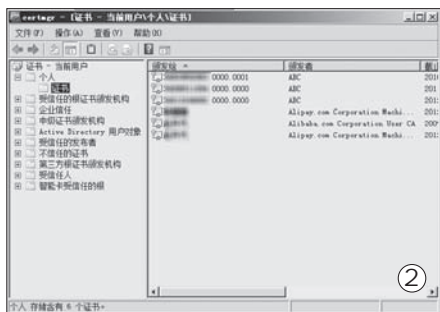 certmgr - [证书 - 当前用户\个人\证书]
文件(F) 操作(A) 查看(V) 帮助(H)
证书 - 当前用户
个人
证书
受信任的根证书颁发机构
企业信任
中级证书颁发机构
Active Directory 用户对象
受信任的发布者
不信任的证书
第三方根证书颁发机构
受信任人
智能卡受信任的根
颁发给 颁发者 截止
0000.0001 ABC
0000.0000 ABC 201
0000.0000 ABC
Alipay.com Corporation Machi...
Alibaba.com Corporation User CA
Alipay.com Corporation Machi...
②
个人 存储含有 6 个证书。